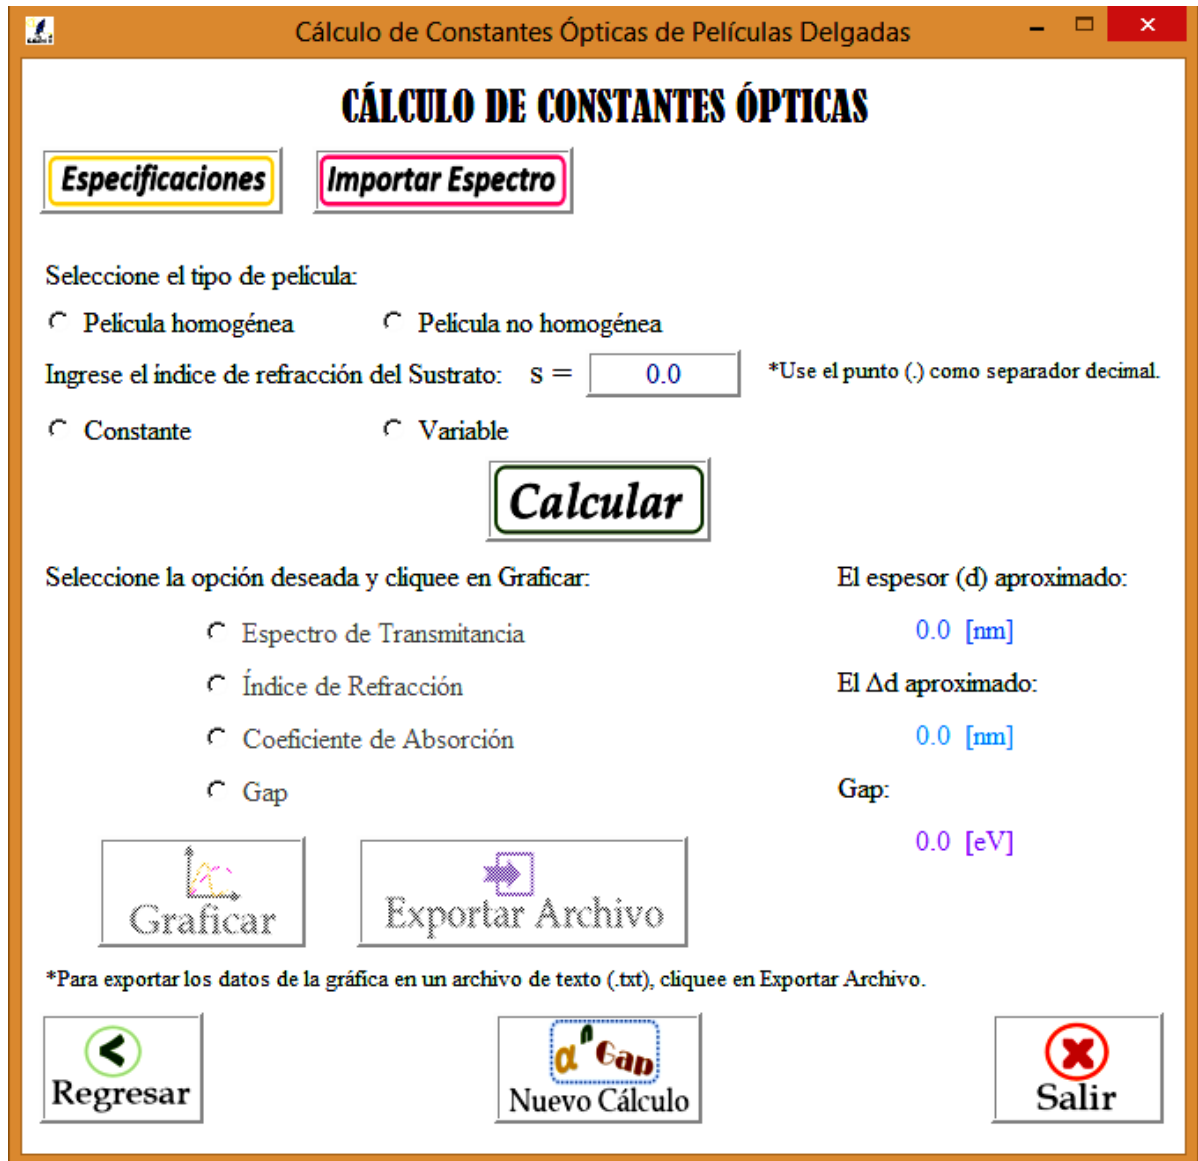 Cálculo de Constantes Ópticas de Películas Delgadas
CÁLCULO DE CONSTANTES ÓPTICAS
Especificaciones
Importar Espectro
Seleccione el tipo de película:
Película homogénea
Película no homogénea
Ingrese el índice de refracción del Sustrato: s = 0.0 *Use el punto (.) como separador decimal.
Constante
Variable
Calcular
Seleccione la opción deseada y cliquee en Graficar:
Espectro de Transmitancia
Índice de Refracción
Coeficiente de Absorción
Gap
El espesor (d) aproximado:
0.0 [nm]
El Δd aproximado:
0.0 [nm]
Gap:
0.0 [eV]
Graficar
Exportar Archivo
*Para exportar los datos de la gráfica en un archivo de texto (.txt), cliquee en Exportar Archivo.
Regresar
α n Gap
Nuevo Cálculo
Salir